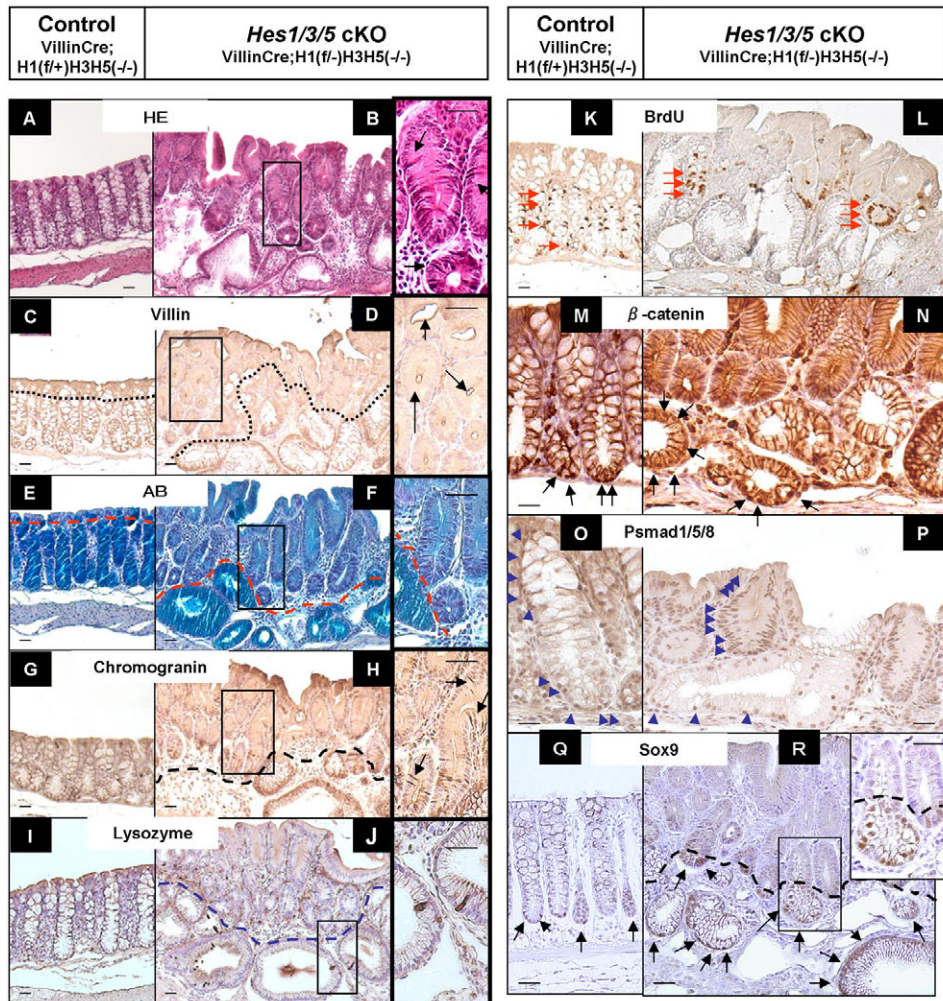 Control
VillinCre;
H1(f/+)H3H5(-/-)
Hes1/3/5 cKO
VillinCre;H1(f/-)H3H5(-/-)
A
HE
B
C
Villin
D
E
AB
F
G
Chromogranin
H
I
Lysozyme
J
Control
VillinCre;
H1(f/+)H3H5(-/-)
Hes1/3/5 cKO
VillinCre;H1(f/-)H3H5(-/-)
K
BrdU
L
M
β-catenin
N
O
Psmad1/5/8
P
Q
Sox9
R